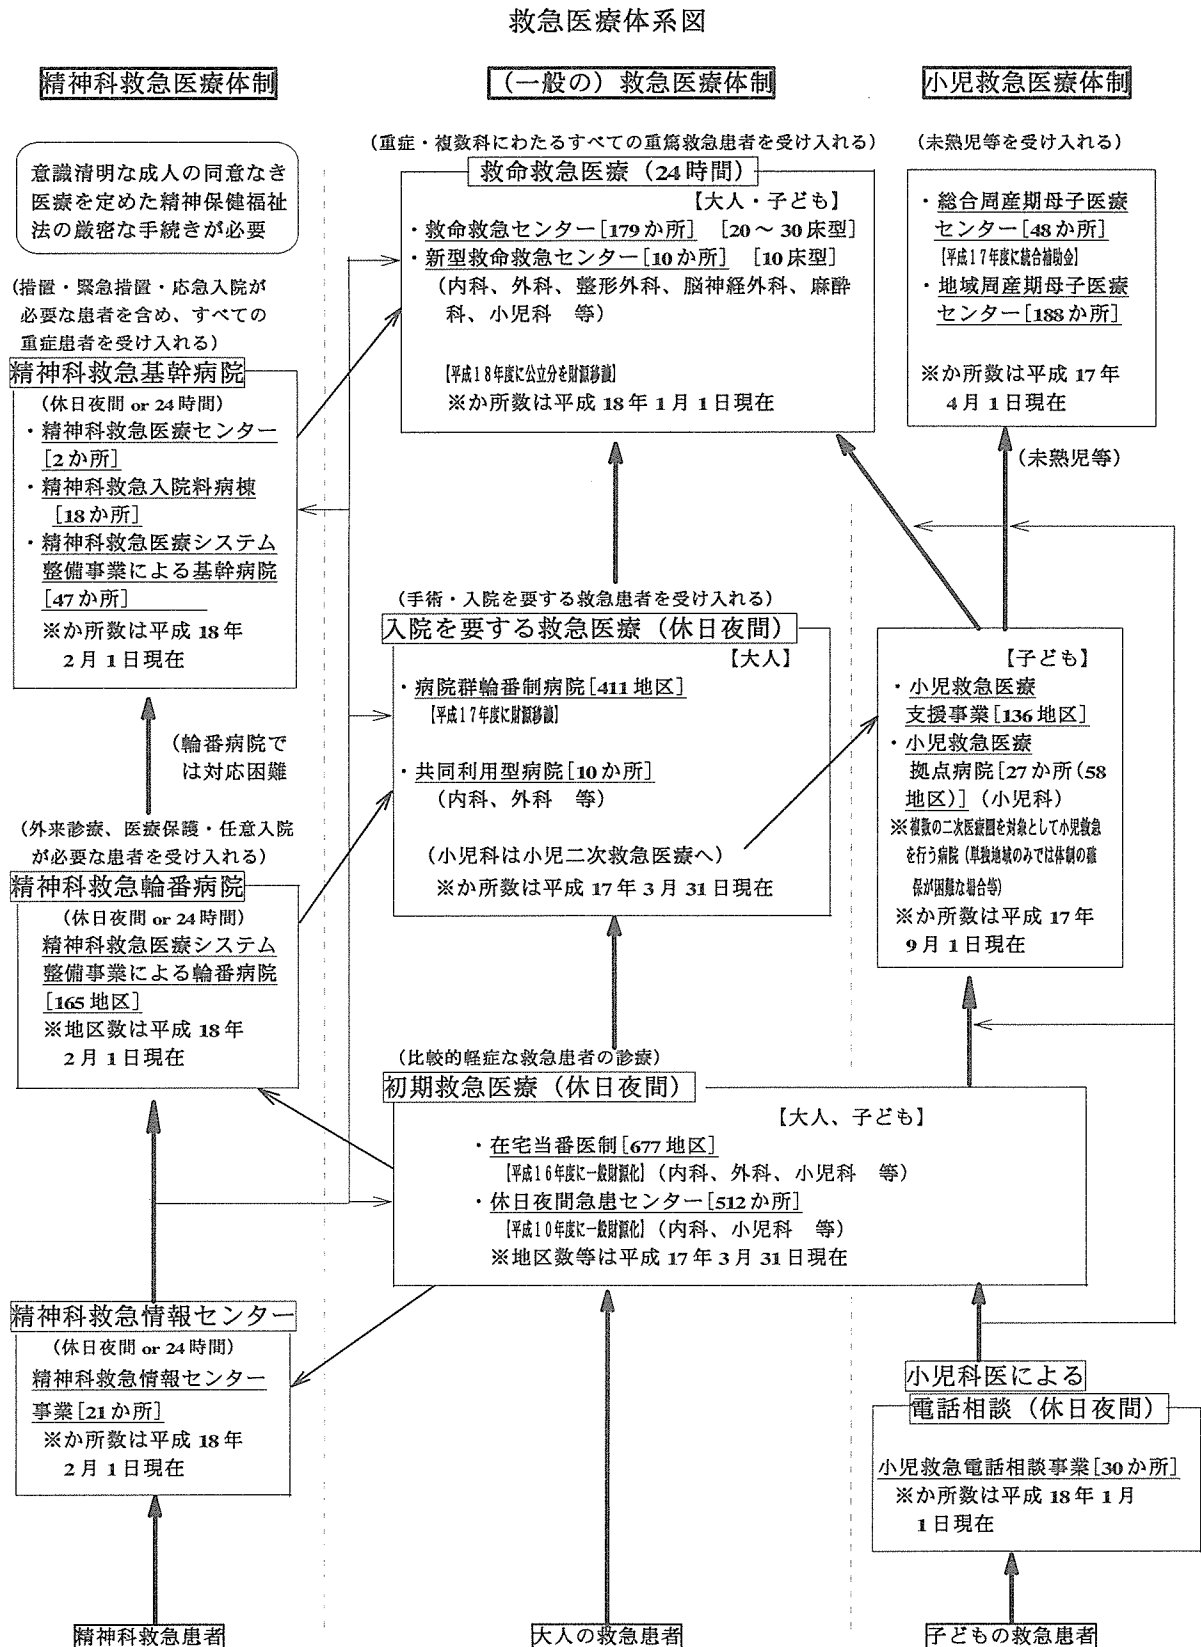 救急医療体系図
精神科救急医療体制
意識清明な成人の同意なき
医療を定めた精神保健福祉
法の厳密な手続きが必要
(措置・緊急措置・応急入院が
必要な患者を含め、すべての
重症患者を受け入れる)
精神科救急基幹病院
(休日夜間 or 24時間)
・精神科救急医療センター
[2か所]
・精神科救急入院料病棟
[18か所]
・精神科救急医療システム
整備事業による基幹病院
[47か所]
※か所数は平成 18年
2月1日現在
(輪番病院で
は対応困難
(外来診療、医療保護・任意入院
が必要な患者を受け入れる)
精神科救急輪番病院
(休日夜間 or 24時間)
精神科救急医療システム
整備事業による輪番病院
[165地区]
※地区数は平成 18年
2月1日現在
精神科救急情報センター
(休日夜間 or 24時間)
精神科救急情報センター
事業[21か所]
※か所数は平成 18年
2月1日現在
精神科救急患者
(一般の)救急医療体制
(重症・複数科にわたるすべての重篤救急患者を受け入れる)
救命救急医療(24時間)
【大人・子ども】
・救命救急センター[179か所] [20～30床型]
・新型救命救急センター[10か所] [10床型]
(内科、外科、整形外科、脳神経外科、麻酔
科、小児科 等)
【平成18年度に公立分を財源移譲】
※か所数は平成 18年1月1日現在
(手術・入院を要する救急患者を受け入れる)
入院を要する救急医療(休日夜間)
【大人】
・病院群輪番制病院[411地区]
【平成17年度に財源移譲】
・共同利用型病院[10か所]
(内科、外科 等)
(小児科は小児二次救急医療へ)
※か所数は平成 17年3月31日現在
(比較的軽症な救急患者の診療)
初期救急医療(休日夜間)
【大人、子ども】
・在宅当番医制[677地区]
【平成16年度に一般財源化】(内科、外科、小児科 等)
・休日夜間急患センター[512か所]
【平成10年度に一般財源化】(内科、小児科 等)
※地区数等は平成 17年3月31日現在
大人の救急患者
小児救急医療体制
(未熟児等を受け入れる)
・総合周産期母子医療
センター[48か所]
【平成17年度に統合補助金】
・地域周産期母子医療
センター[188か所]
※か所数は平成 17年
4月1日現在
(未熟児等)
【子ども】
・小児救急医療
支援事業[136地区]
・小児救急医療
拠点病院[27か所(58
地区)](小児科)
※複数の二次医療圏を対象として小児救急
を行う病院(単独地域のみでは体制の確
保が困難な場合等)
※か所数は平成 17年
9月1日現在
小児科医による
電話相談(休日夜間)
小児救急電話相談事業[30か所]
※か所数は平成 18年1月
1日現在
子どもの救急患者